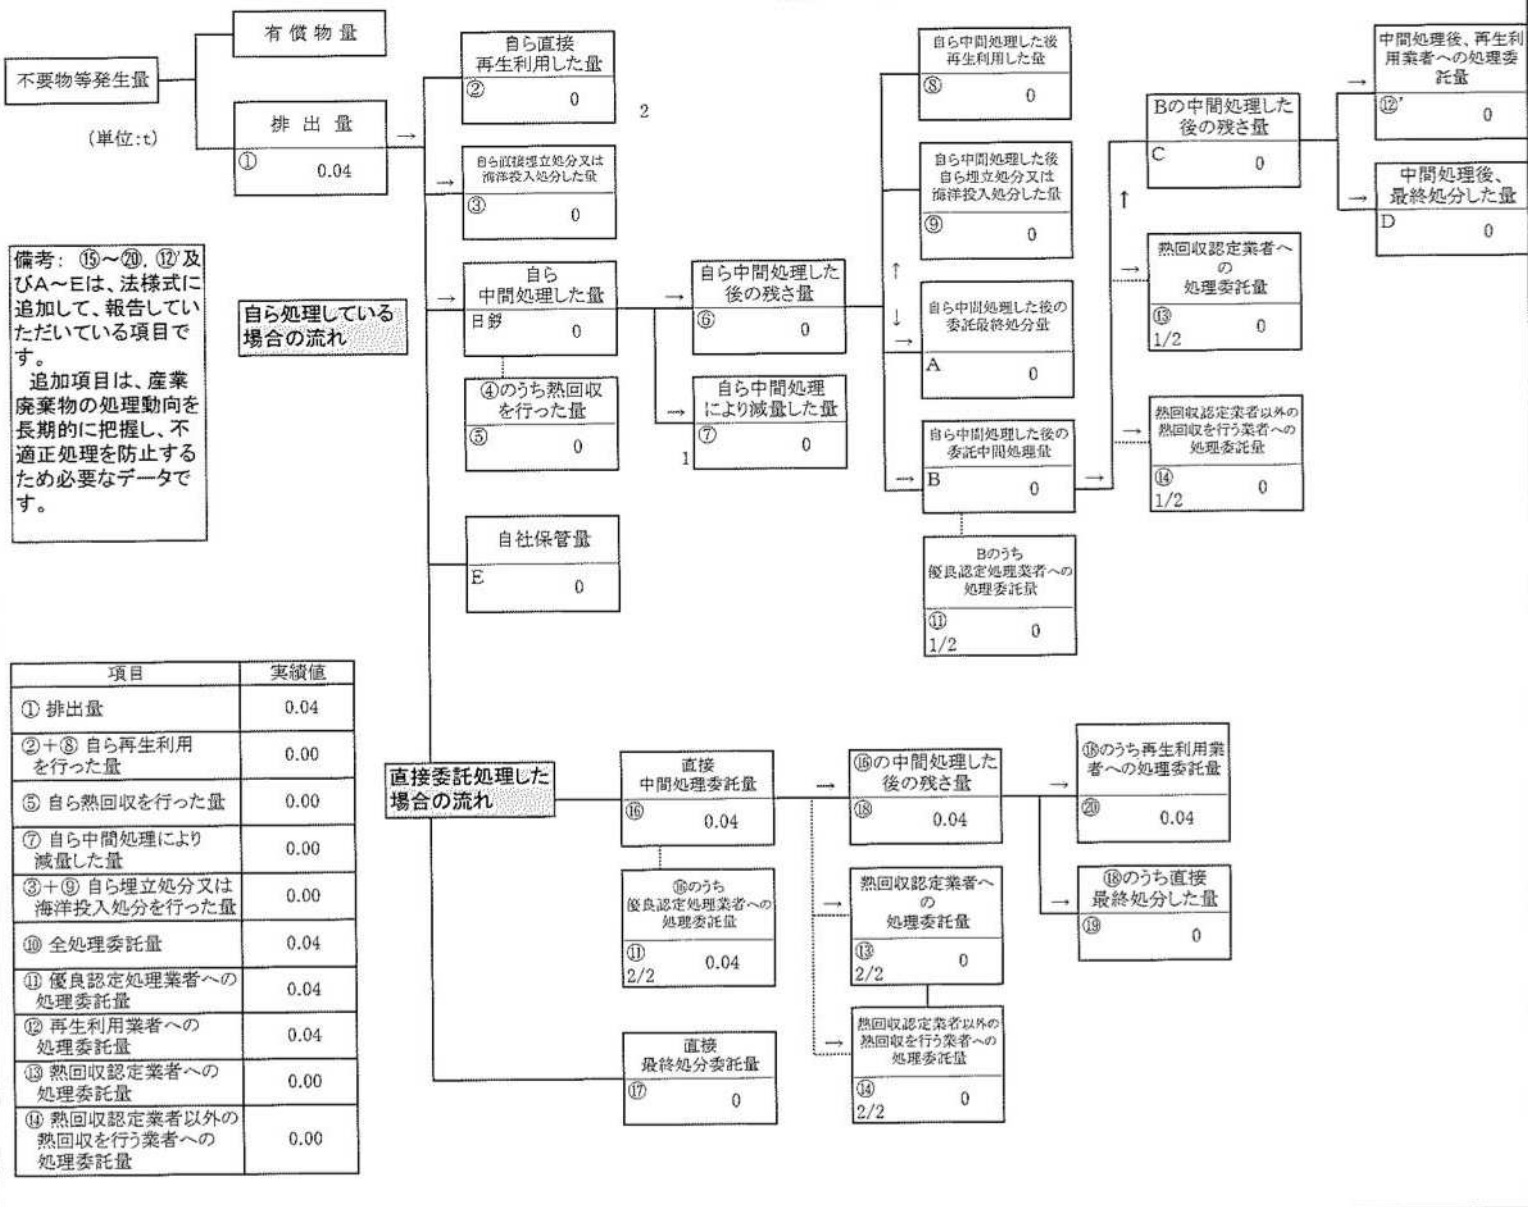 不要物等発生量
(単位:t)
有償物量
排出量
①
0.04
→
自ら直接
再生利用した量
②
0
2
→
自ら直接埋立処分又は
海洋投入処分した量
③
0
→
自ら
中間処理した量
日鋣
0
④のうち熱回収
を行った量
⑤
0
自社保管量
E
0
→
自ら中間処理した
後の残さ量
⑥
0
→
自ら中間処理
により減量した量
⑦
0
1
自ら中間処理した後
再生利用した量
⑧
0
自ら中間処理した後
自ら埋立処分又は
海洋投入処分した量
⑨
0
↑
↓
→
自ら中間処理した後の
委託最終処分量
A
0
→
自ら中間処理した後の
委託中間処理量
B
0
→
Bのうち
優良認定処理業者への
処理委託量
⑪
1/2
0
↑
Bの中間処理した
後の残さ量
C
0
→
熱回収認定業者へ
の
処理委託量
⑬
1/2
0
→
熱回収認定業者以外の
熱回収を行う業者への
処理委託量
⑭
1/2
0
→
中間処理後、再生利
用業者への処理委
託量
⑫'
0
→
中間処理後、
最終処分した量
D
0
備考: ⑮～⑳, ⑫'及
びA～Eは、法様式に
追加して、報告してい
ただいている項目で
す。
追加項目は、産業
廃棄物の処理動向を
長期的に把握し、不
適正処理を防止する
ため必要なデータで
す。
自ら処理している
場合の流れ
項目 実績値
① 排出量 0.04
②+⑧ 自ら再生利用
を行った量 0.00
⑤ 自ら熱回収を行った量 0.00
⑦ 自ら中間処理により
減量した量 0.00
③+⑨ 自ら埋立処分又は
海洋投入処分を行った量 0.00
⑩ 全処理委託量 0.04
⑪ 優良認定処理業者への
処理委託量 0.04
⑫ 再生利用業者への
処理委託量 0.04
⑬ 熱回収認定業者への
処理委託量 0.00
⑭ 熱回収認定業者以外の
熱回収を行う業者への
処理委託量 0.00
直接委託処理した
場合の流れ
直接
中間処理委託量
⑯
0.04
⑯のうち
優良認定処理業者への
処理委託量
⑪
2/2
0.04
直接
最終処分委託量
⑰
0
→
⑯の中間処理した
後の残さ量
⑱
0.04
→
熱回収認定業者へ
の
処理委託量
⑬
2/2
0
→
熱回収認定業者以外の
熱回収を行う業者への
処理委託量
⑭
2/2
0
→
⑱のうち再生利用業
者への処理委託量
⑳
0.04
→
⑱のうち直接
最終処分した量
⑲
0